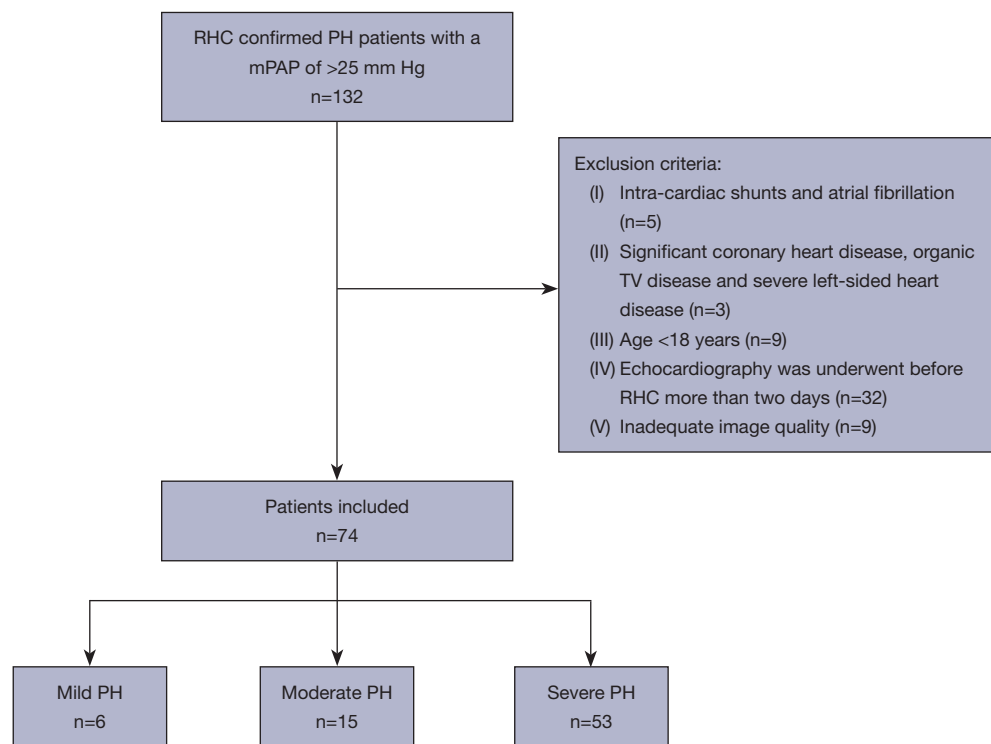 RHC confirmed PH patients with a
mPAP of >25 mm Hg
n=132
Exclusion criteria:
(I) Intra-cardiac shunts and atrial fibrillation
(n=5)
(II) Significant coronary heart disease, organic
TV disease and severe left-sided heart
disease (n=3)
(III) Age <18 years (n=9)
(IV) Echocardiography was underwent before
RHC more than two days (n=32)
(V) Inadequate image quality (n=9)
Patients included
n=74
Mild PH
n=6
Moderate PH
n=15
Severe PH
n=53